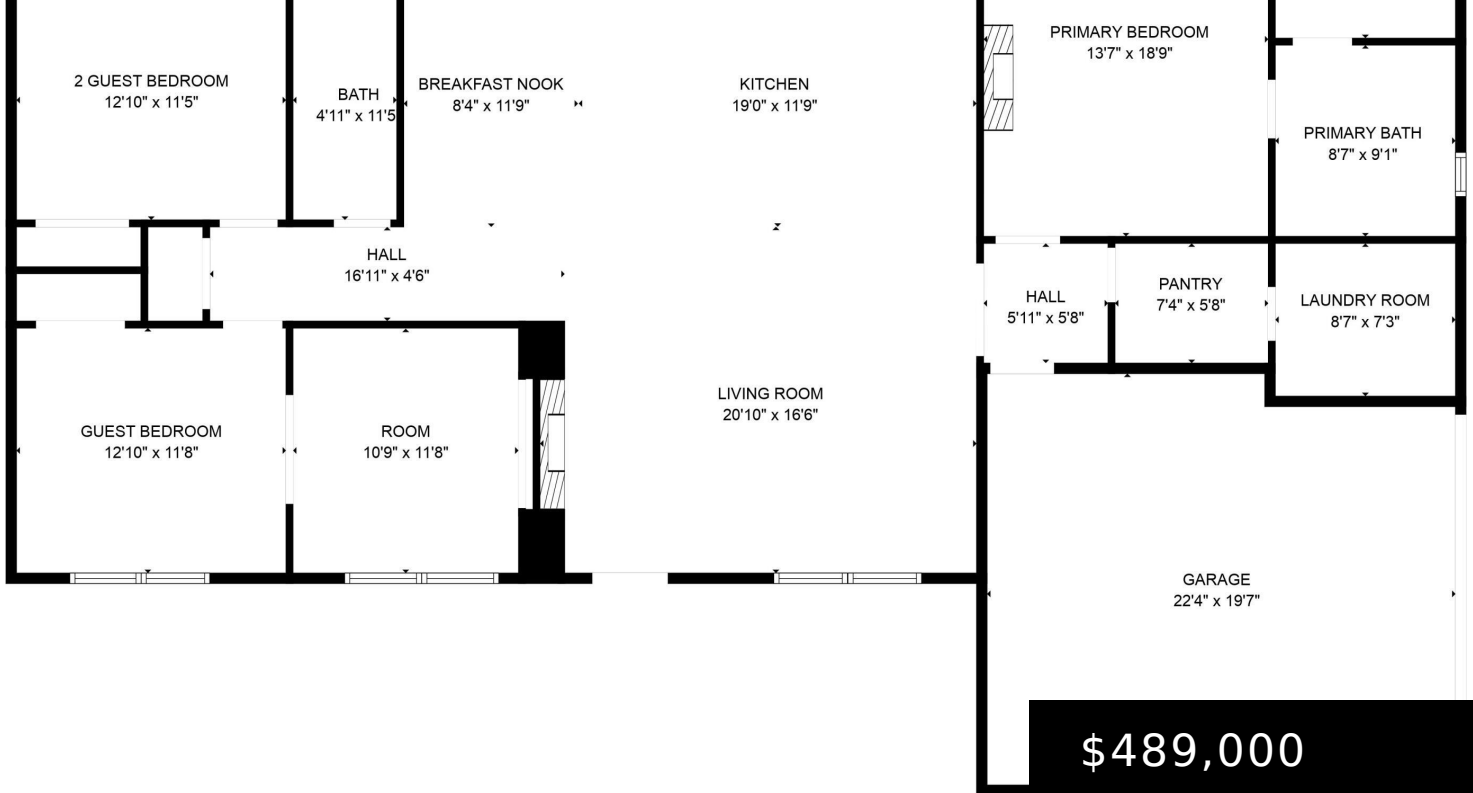 PRIMARY BEDROOM
13'7" x 18'9"
2 GUEST BEDROOM
12'10" x 11'5"
BATH
4'11" x 11'5
BREAKFAST NOOK
8'4" x 11'9"
KITCHEN
19'0" x 11'9"
PRIMARY BATH
8'7" x 9'1"
HALL
16'11" x 4'6"
HALL
5'11" x 5'8"
PANTRY
7'4" x 5'8"
LAUNDRY ROOM
8'7" x 7'3"
LIVING ROOM
20'10" x 16'6"
GUEST BEDROOM
12'10" x 11'8"
ROOM
10'9" x 11'8"
GARAGE
22'4" x 19'7"
$489,000